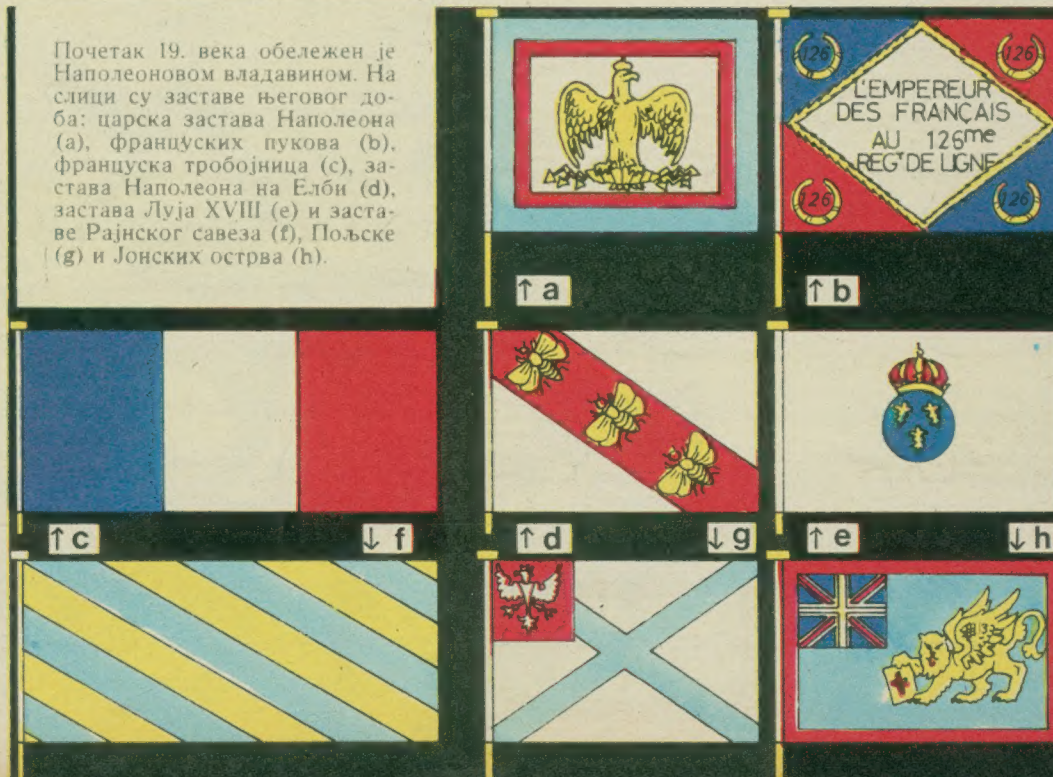 Почетак 19. века обележен је
Наполеоновом владавином. На
слици су заставе његовог до-
ба: царска застава Наполеона
(a), француских пукова (b),
француска тробојница (c), за-
става Наполеона на Елби (d),
застава Луја XVIII (e) и заста-
ве Рајнског савеза (f), Пољске
(g) и Јонских острва (h).
↑ a
126
126
L'EMPEREUR
DES FRANÇAIS
AU 126me
REGT DE LIGNE
126
126
↑ b
↑ c
↓ f
↑ d
↓ g
↑ e
↓ h